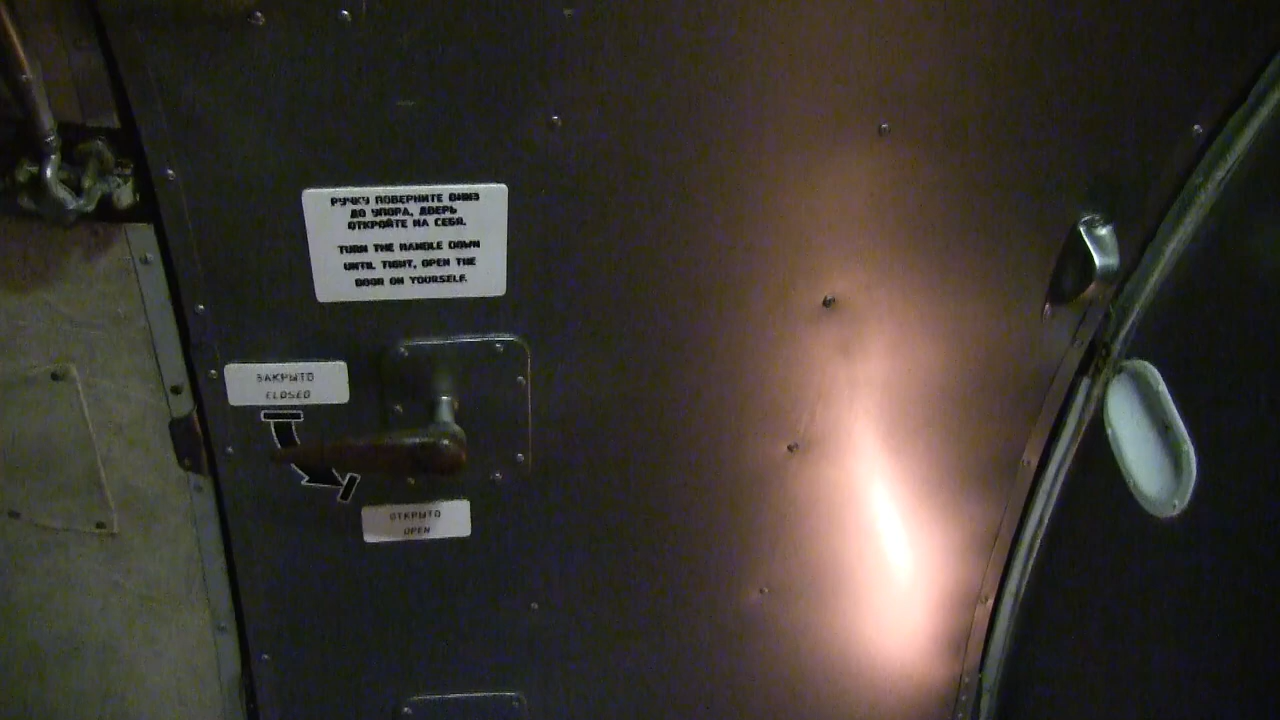 РУЧКУ ПОВЕРНИТЕ ВНИЗ
ДО УПОРА, ДВЕРЬ
ОТКРОЙТЕ НА СЕБЯ.
TURN THE HANDLE DOWN
UNTIL TIGHT, OPEN THE
DOOR ON YOURSELF.
ЗАКРЫТО
CLOSED
ОТКРЫТО
OPEN